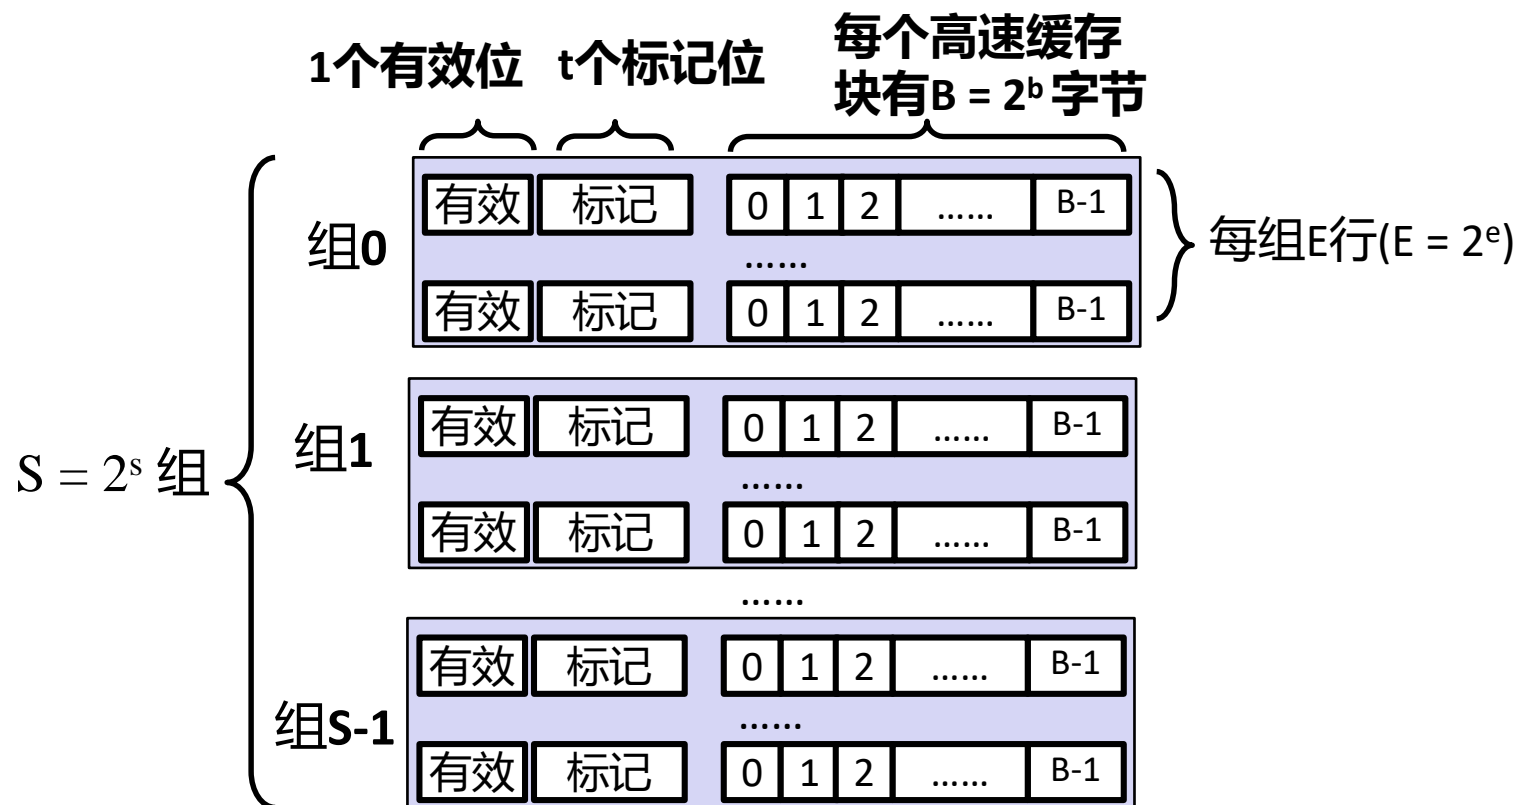 1个有效位 t个标记位 每个高速缓存
块有B = 2ᵇ 字节
组0
有效 标记 0 1 2 …… B-1
……
有效 标记 0 1 2 …… B-1
每组E行(E = 2ᵉ)
组1
有效 标记 0 1 2 …… B-1
……
有效 标记 0 1 2 …… B-1
S = 2ˢ 组
……
组S-1
有效 标记 0 1 2 …… B-1
……
有效 标记 0 1 2 …… B-1